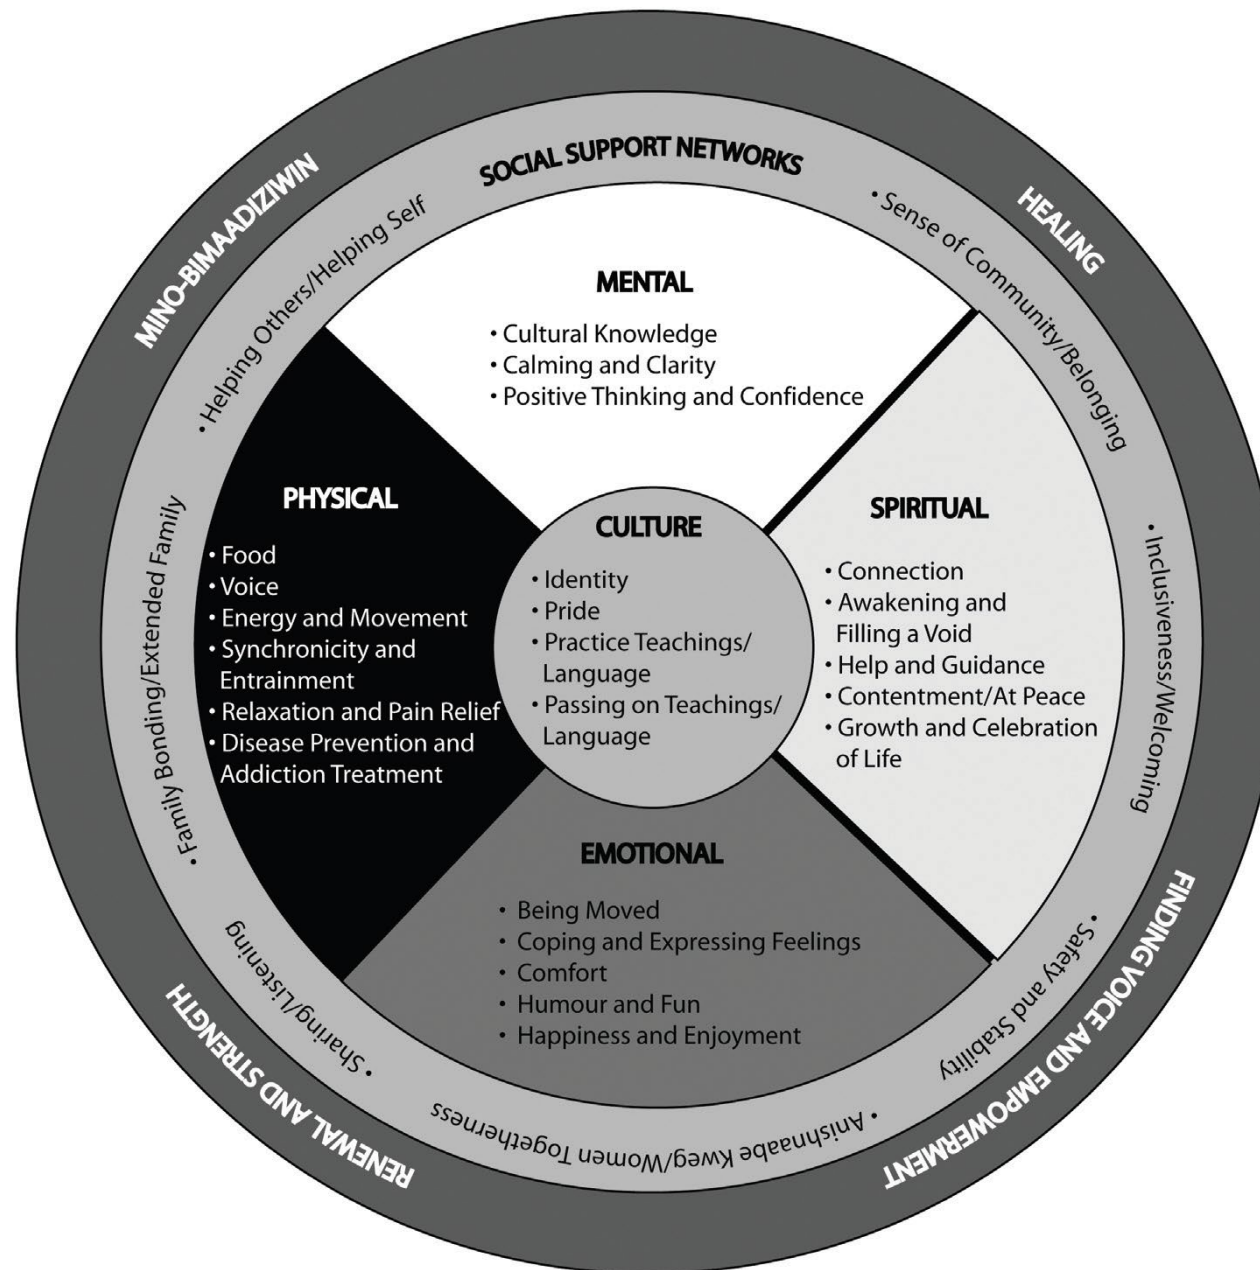 MINO-BIMAADIZIWIN
HEALING
FINDING VOICE AND EMPOWERMENT
RENEWAL AND STRENGTH
SOCIAL SUPPORT NETWORKS
• Sense of Community/Belonging
• Inclusiveness/Welcoming
• Safety and Stability
• Anishnaabe Kweg/Women Togetherness
• Sharing/Listening
• Family Bonding/Extended Family
• Helping Others/Helping Self
MENTAL
• Cultural Knowledge
• Calming and Clarity
• Positive Thinking and Confidence
SPIRITUAL
• Connection
• Awakening and
Filling a Void
• Help and Guidance
• Contentment/At Peace
• Growth and Celebration
of Life
EMOTIONAL
• Being Moved
• Coping and Expressing Feelings
• Comfort
• Humour and Fun
• Happiness and Enjoyment
PHYSICAL
• Food
• Voice
• Energy and Movement
• Synchronicity and
Entrainment
• Relaxation and Pain Relief
• Disease Prevention and
Addiction Treatment
CULTURE
• Identity
• Pride
• Practice Teachings/
Language
• Passing on Teachings/
Language